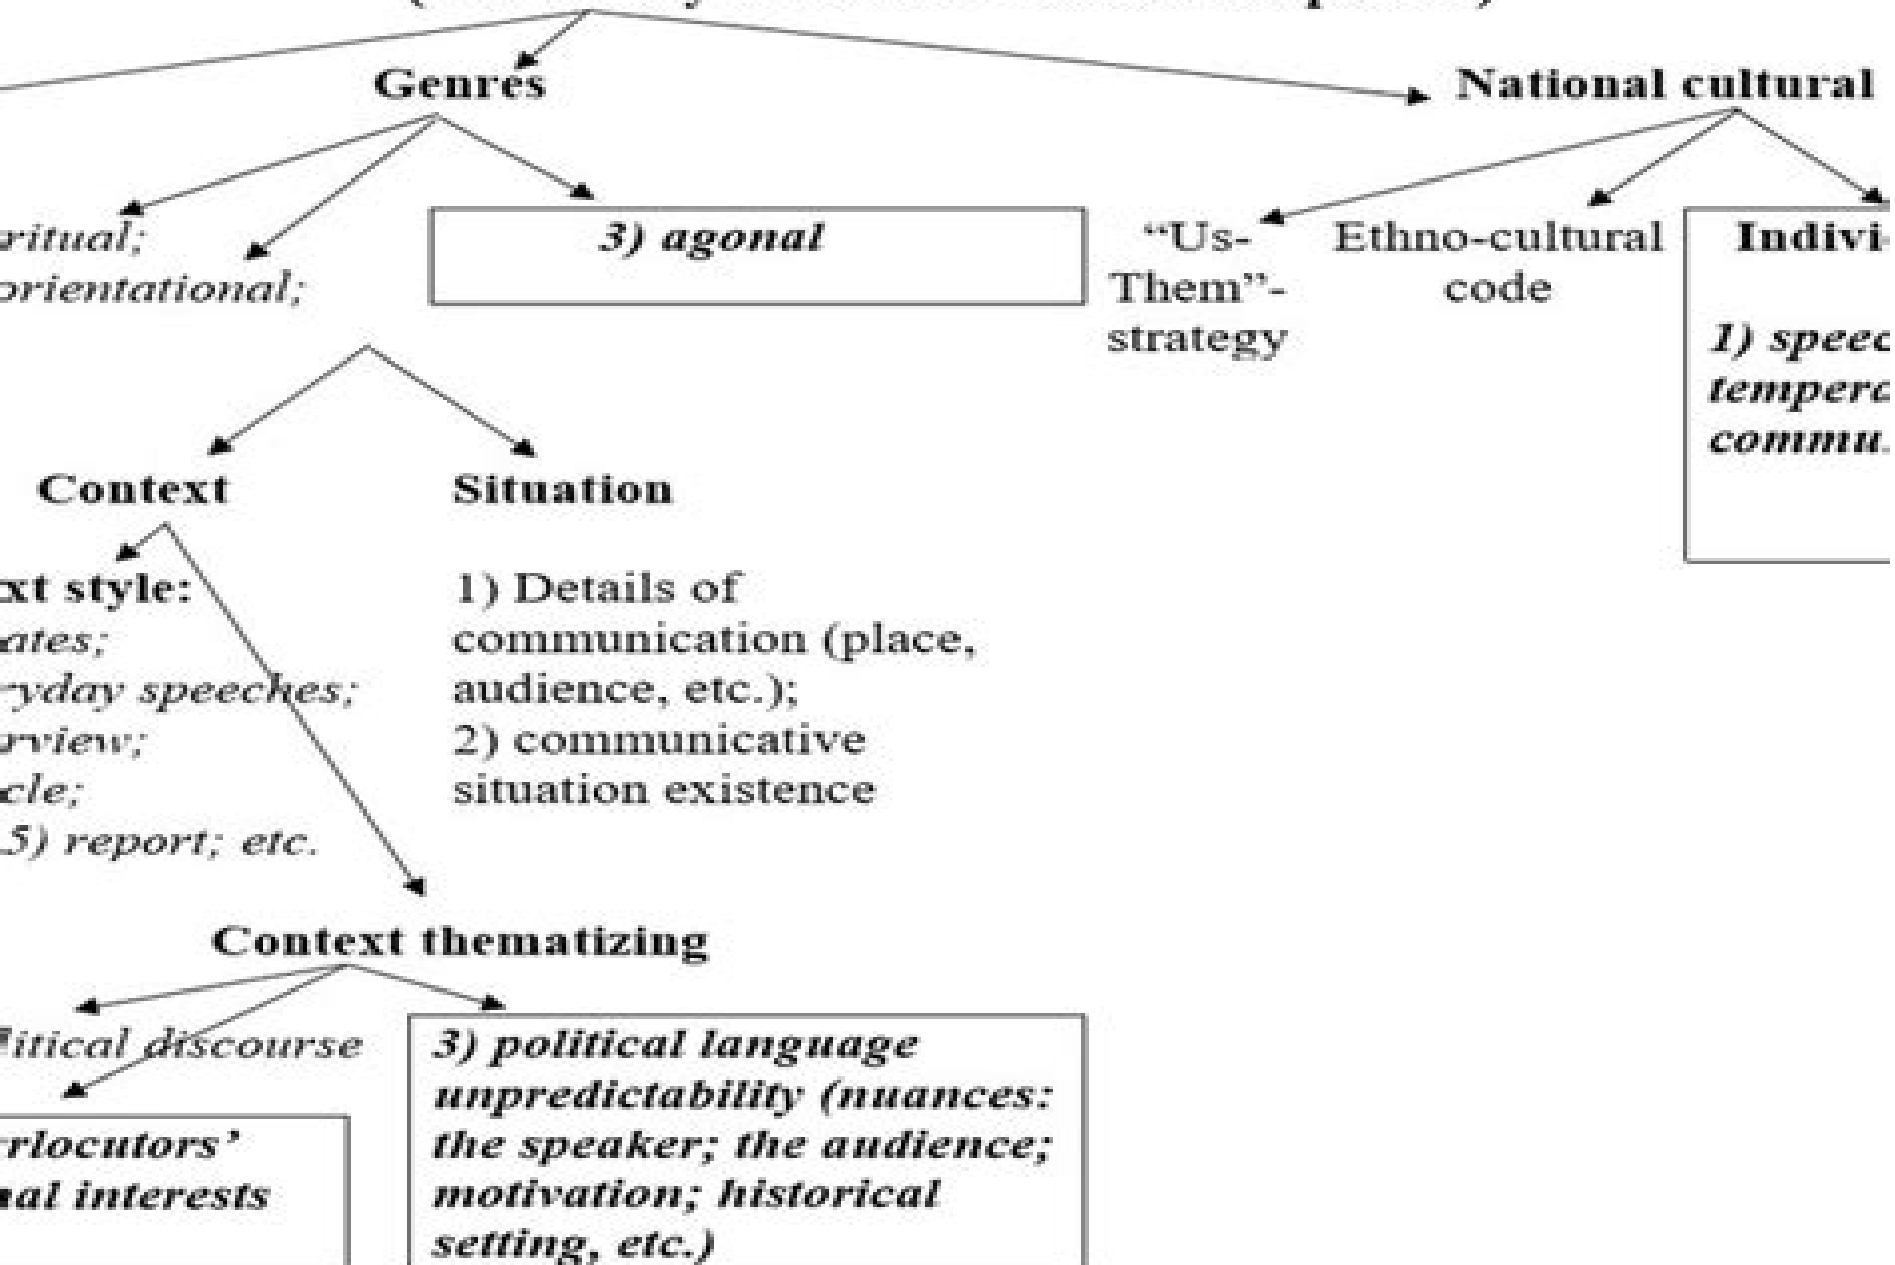 Genres
National cultural
ritual;
orientational;
3) agonal
“Us-
Them”-
strategy
Ethno-cultural
code
Indivi-
1) speec
temper
commu.
Context
Situation
xt style:
ates;
ryday speeches;
rview;
cle;
5) report; etc.
1) Details of
communication (place,
audience, etc.);
2) communicative
situation existence
Context thematizing
litical discourse
rlocutors’
nal interests
3) political language
unpredictability (nuances:
the speaker; the audience;
motivation; historical
setting, etc.)